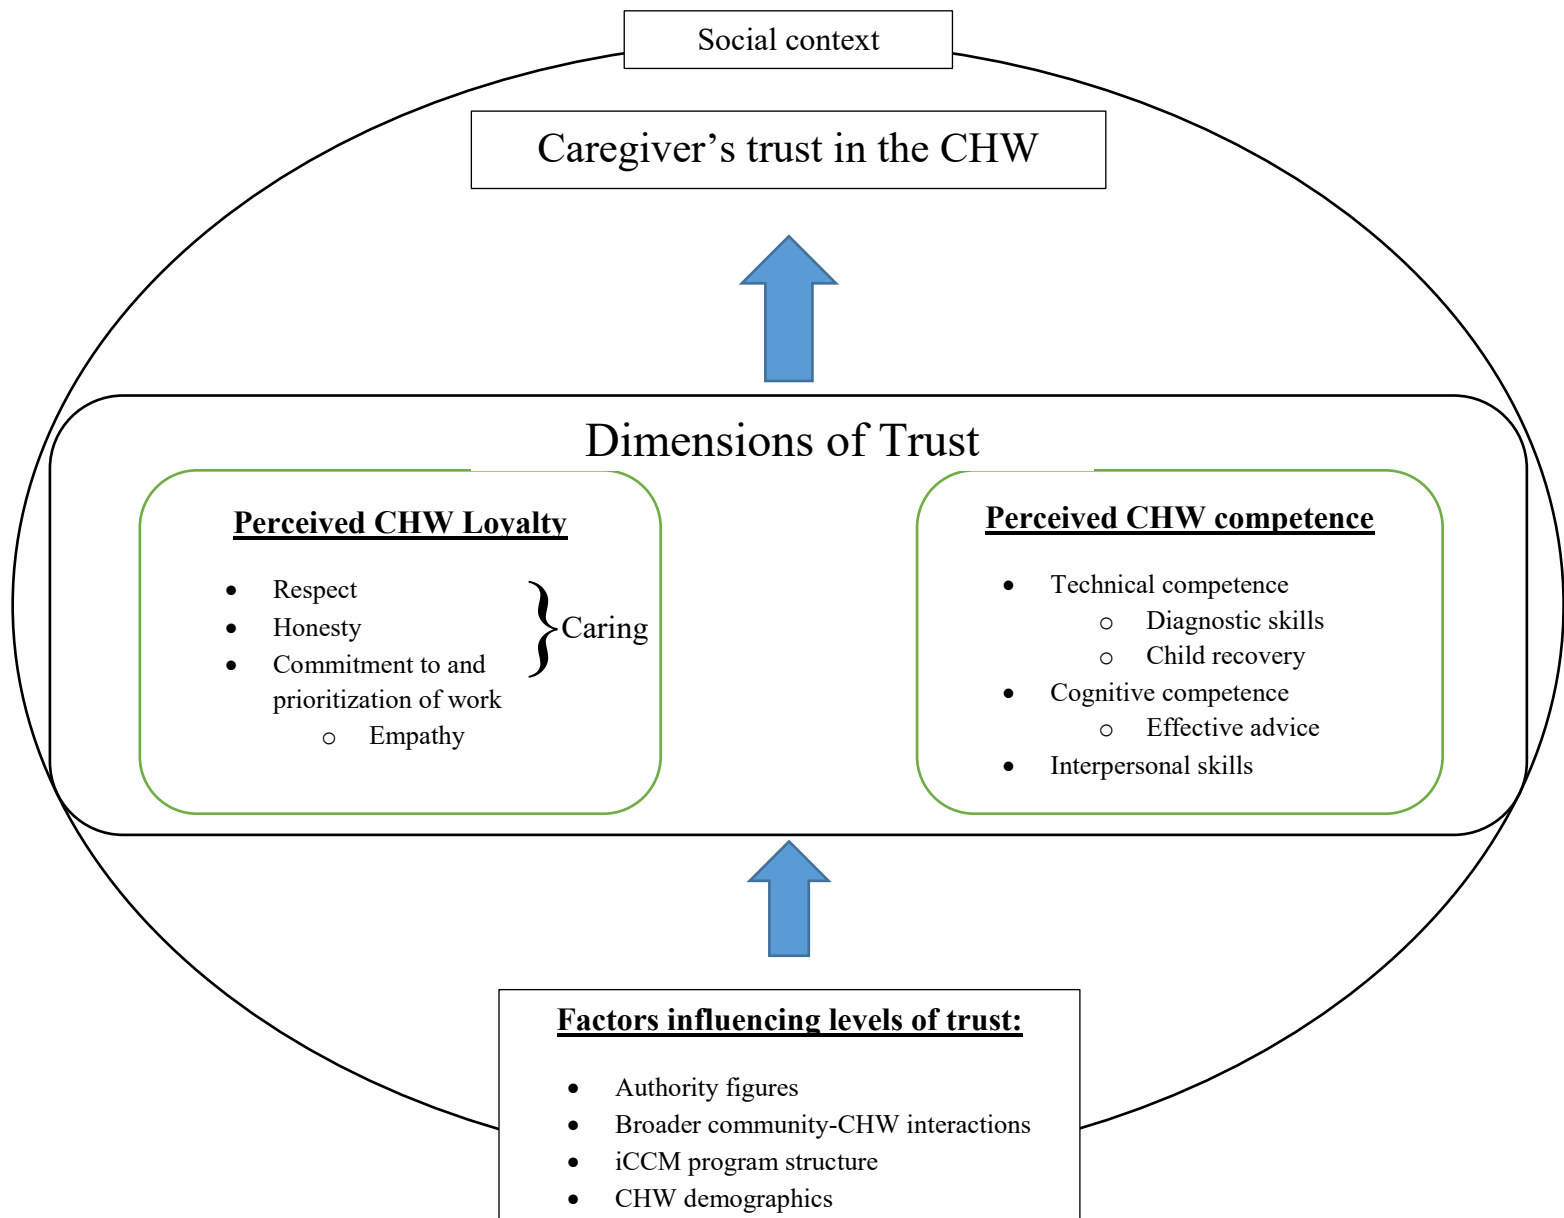 Social context
Caregiver’s trust in the CHW
Dimensions of Trust
Perceived CHW Loyalty
• Respect
• Honesty
• Commitment to and
prioritization of work
o Empathy
} Caring
Perceived CHW competence
• Technical competence
o Diagnostic skills
o Child recovery
• Cognitive competence
o Effective advice
• Interpersonal skills
Factors influencing levels of trust:
• Authority figures
• Broader community-CHW interactions
• iCCM program structure
• CHW demographics